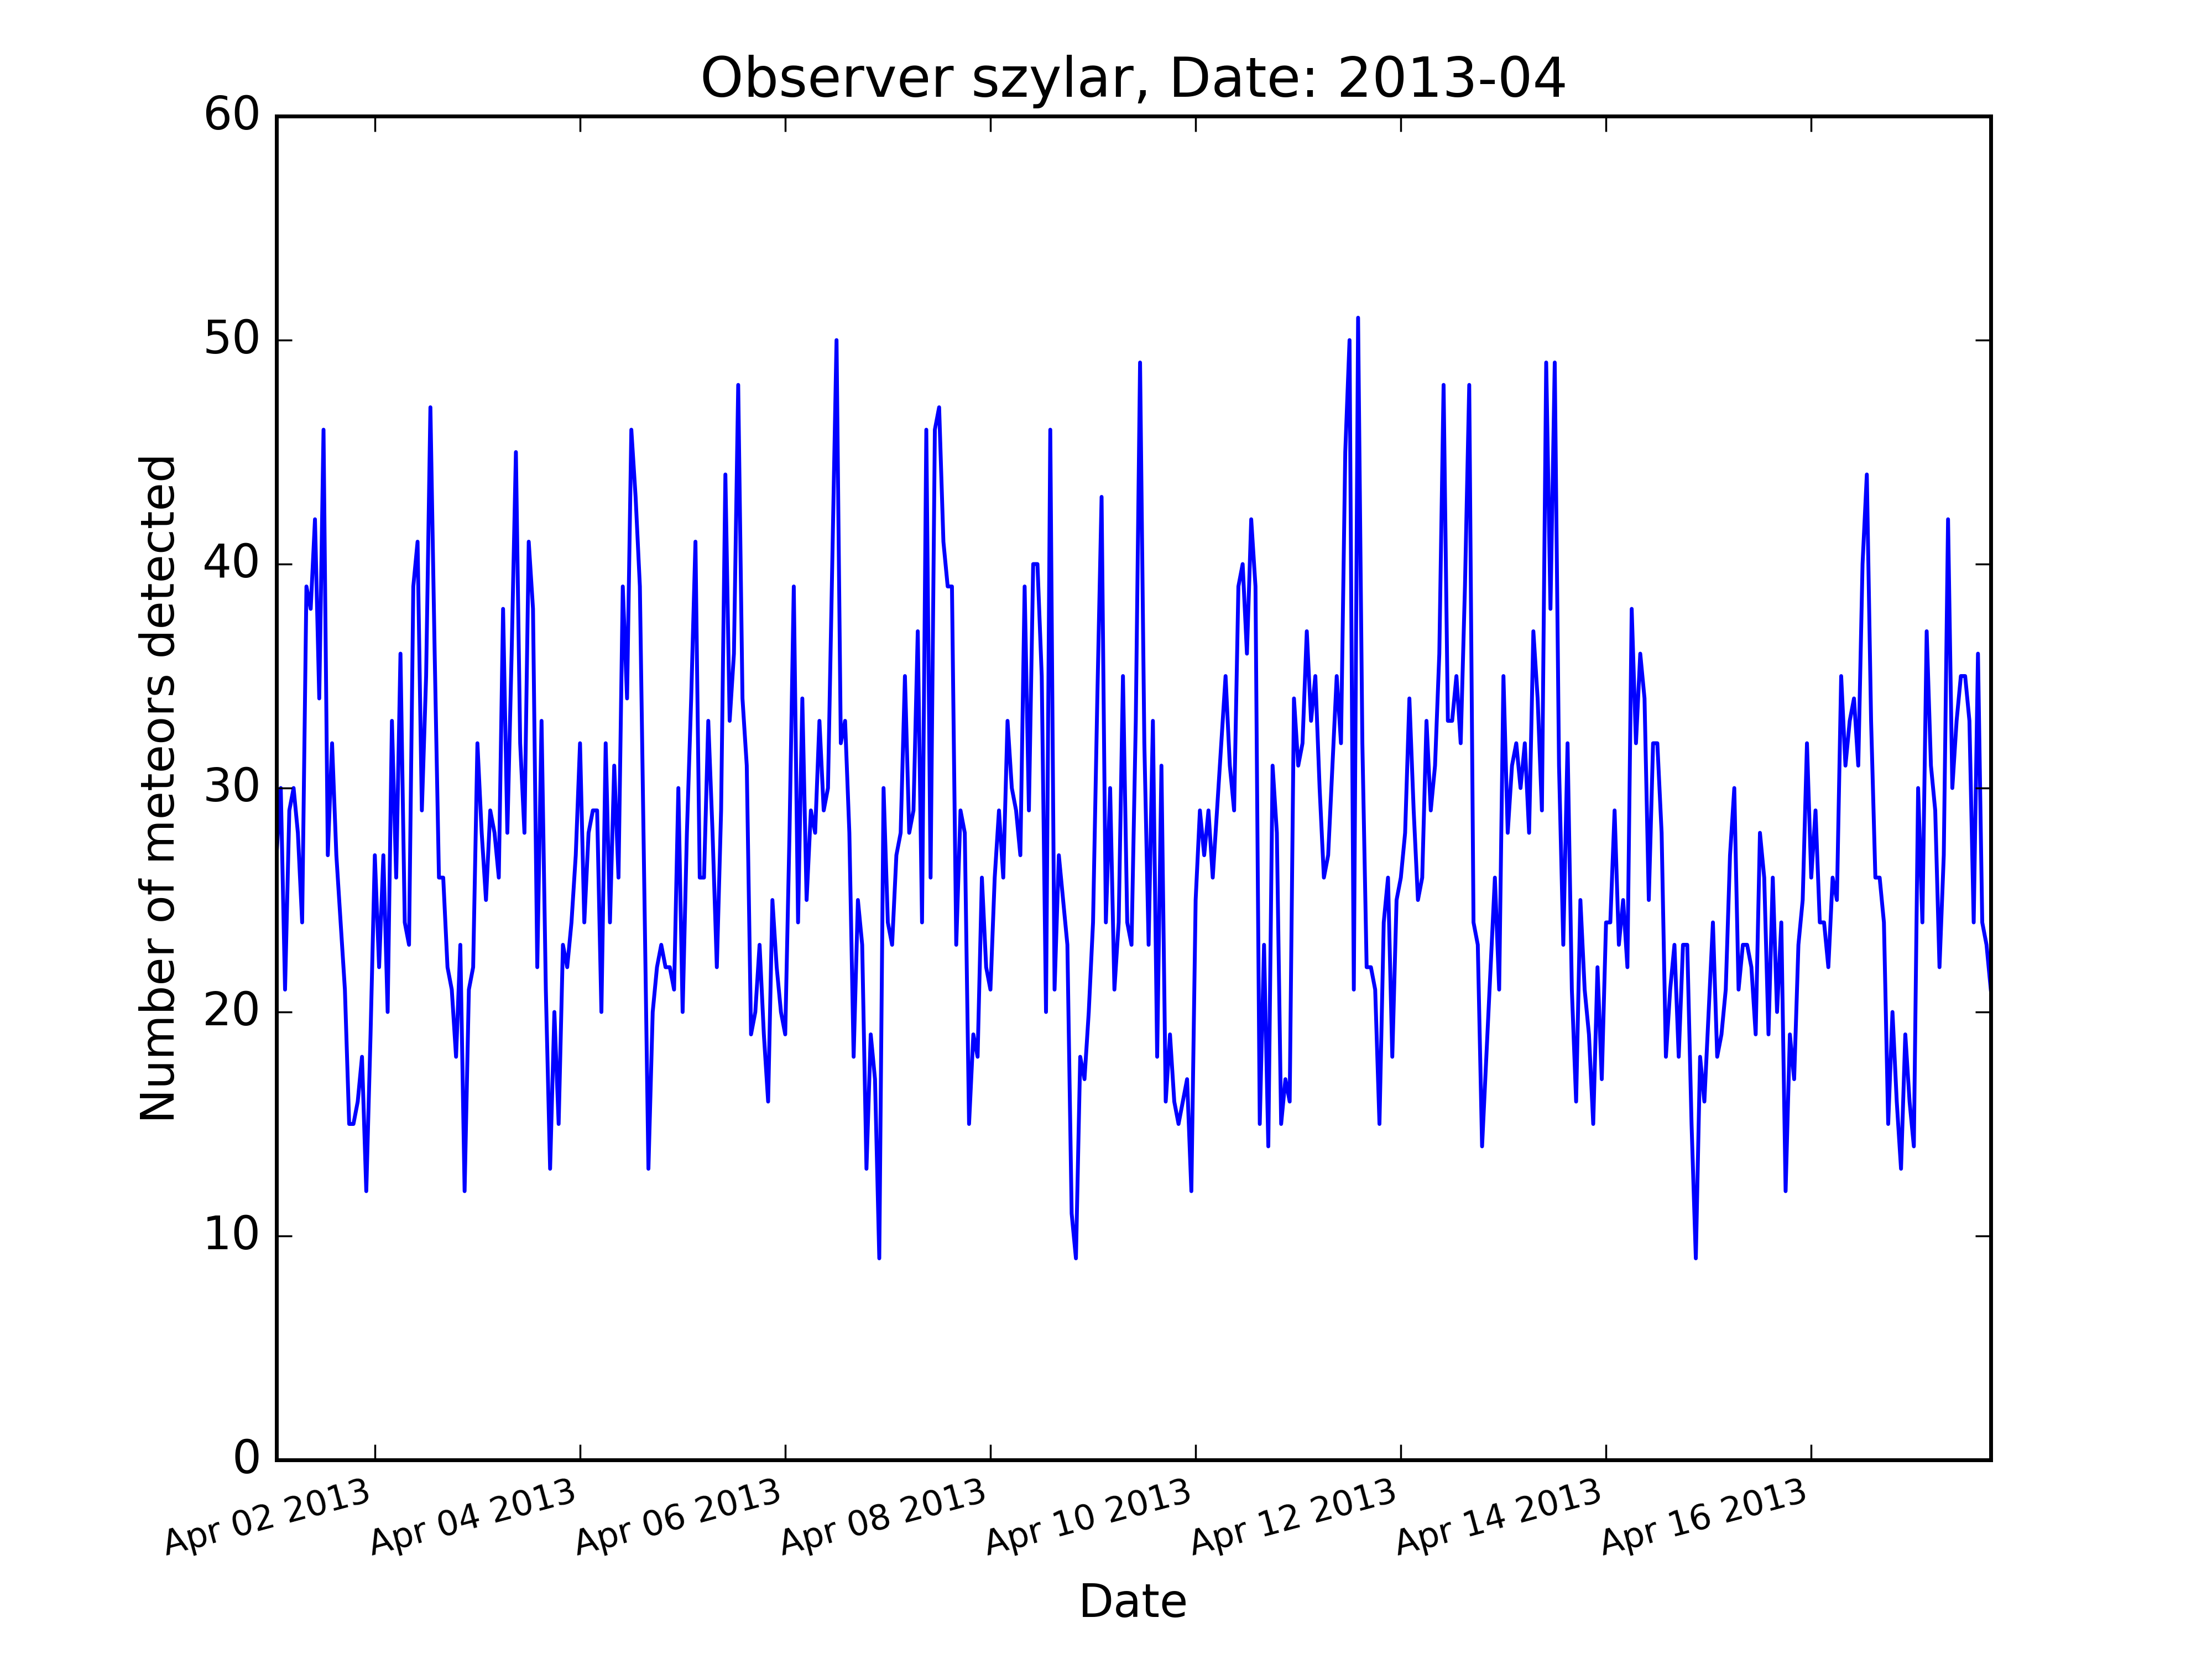 Observer szylar, Date: 2013-04
60
50
40
30
20
10
0
Number of meteors detected
Apr 02 2013
Apr 04 2013
Apr 06 2013
Apr 08 2013
Apr 10 2013
Apr 12 2013
Apr 14 2013
Apr 16 2013
Date